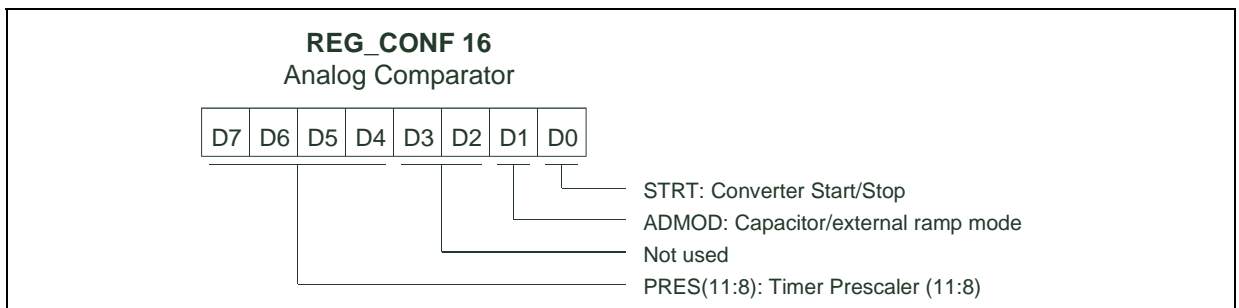 REG_CONF 16
Analog Comparator
D7 D6 D5 D4 D3 D2 D1 D0
STRT: Converter Start/Stop
ADMOD: Capacitor/external ramp mode
Not used
PRES(11:8): Timer Prescaler (11:8)